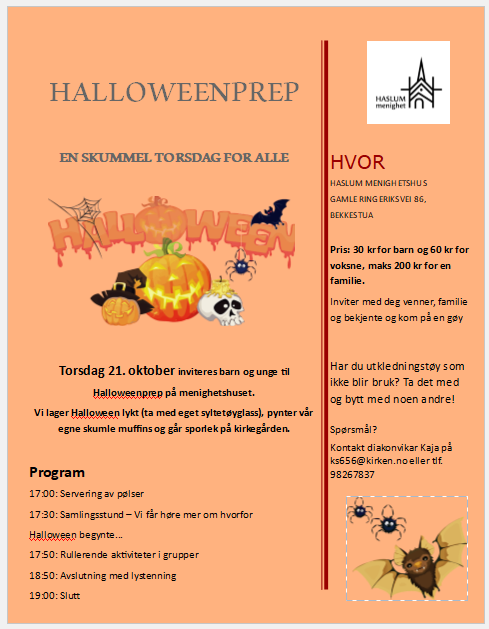 HALLOWEENPREP
EN SKUMMEL TORSDAG FOR ALLE
HALLOWEEN
Torsdag 21. oktober inviteres barn og unge til
Halloweenprep på menighetshuset.
Vi lager Halloween lykt (ta med eget syltetøyglass), pynter vår
egne skumle muffins og går sporlek på kirkegården.
Program
17:00: Servering av pølser
17:30: Samlingsstund – Vi får høre mer om hvorfor
Halloween begynte...
17:50: Rullerende aktiviteter i grupper
18:50: Avslutning med lystenning
19:00: Slutt
HASLUM
menighet
HVOR
HASLUM MENIGHETSHUS
GAMLE RINGERIKSVEI 86,
BEKKESTUA
Pris: 30 kr for barn og 60 kr for
voksne, maks 200 kr for en
familie.
Inviter med deg venner, familie
og bekjente og kom på en gøy
Har du utkledningstøy som
ikke blir bruk? Ta det med
og bytt med noen andre!
Spørsmål?
Kontakt diakonvikar Kaja på
ks656@kirken.no eller tlf.
98267837